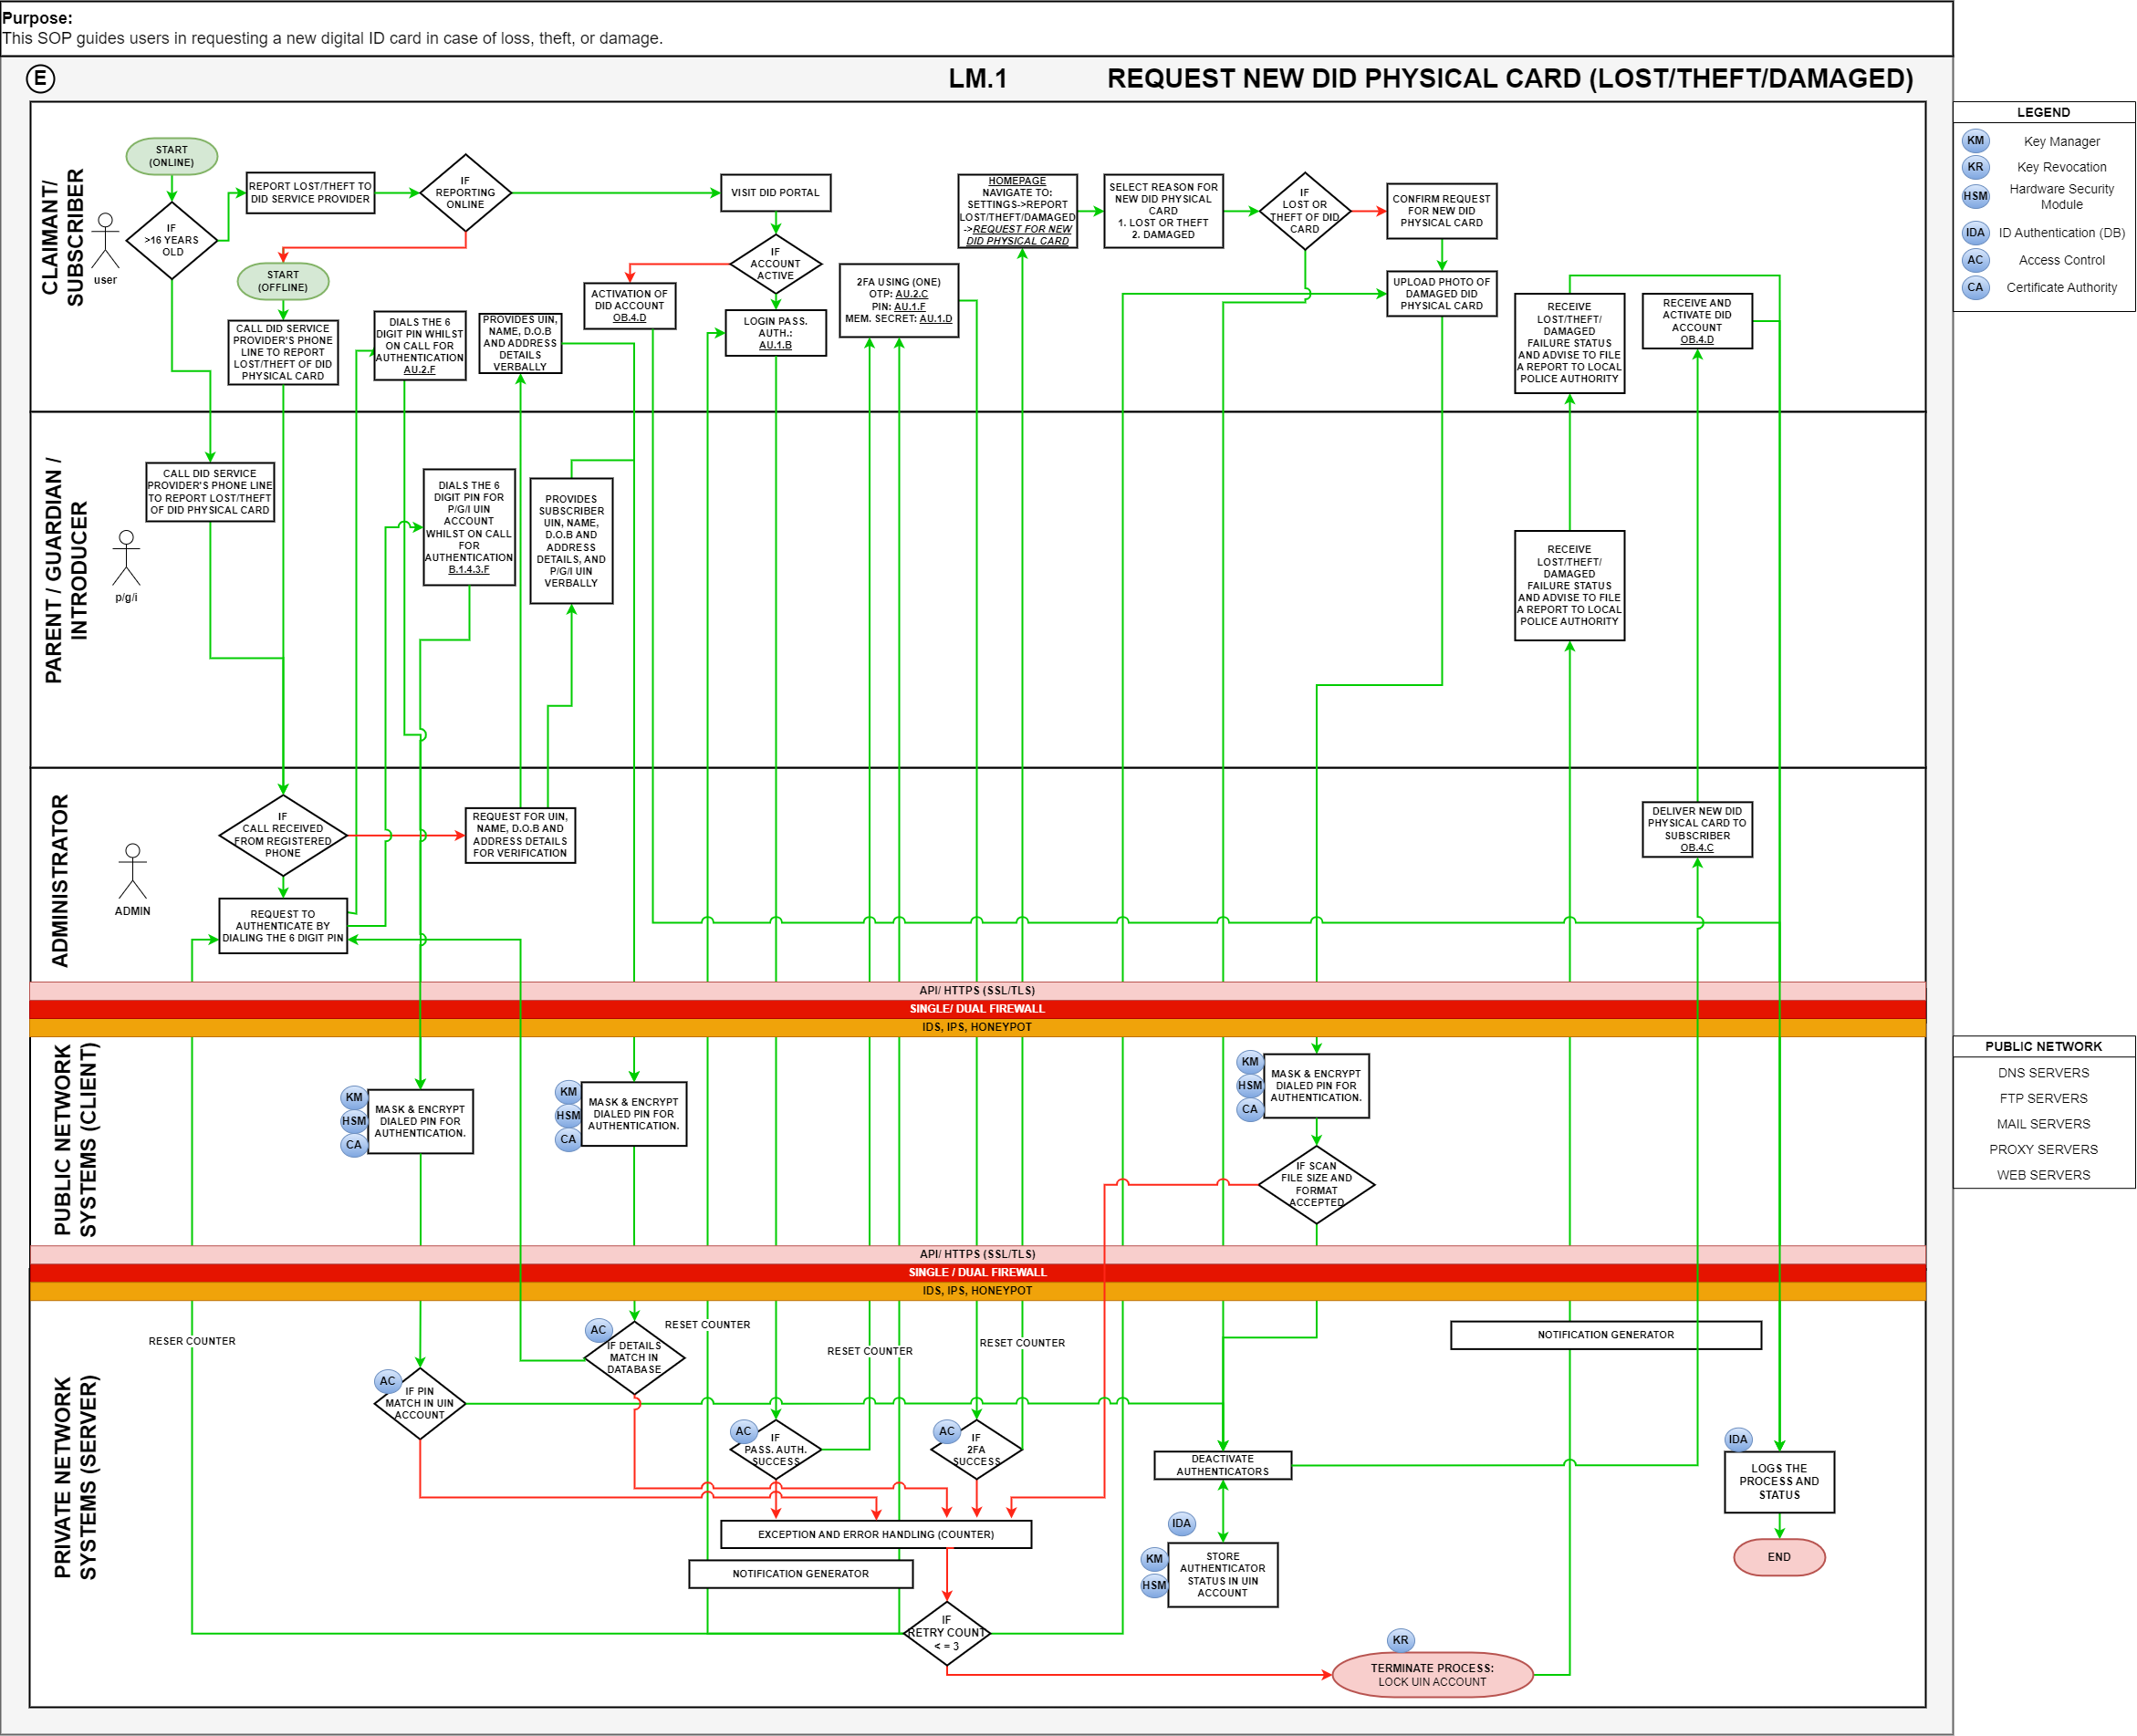 Purpose:
This SOP guides users in requesting a new digital ID card in case of loss, theft, or damage.
E
LM.1
REQUEST NEW DID PHYSICAL CARD (LOST/THEFT/DAMAGED)
LEGEND
KM
Key Manager
KR
Key Revocation
HSM
Hardware Security
Module
IDA
ID Authentication (DB)
AC
Access Control
CA
Certificate Authority
CLAIMANT/
SUBSCRIBER
user
START
(ONLINE)
IF
>16 YEARS
OLD
REPORT LOST/THEFT TO
DID SERVICE PROVIDER
IF
REPORTING
ONLINE
START
(OFFLINE)
CALL DID SERVICE
PROVIDER'S PHONE
LINE TO REPORT
LOST/THEFT OF DID
PHYSICAL CARD
DIALS THE 6
DIGIT PIN WHILST
ON CALL FOR
AUTHENTICATION
AU.2.F
PROVIDES UIN,
NAME, D.O.B
AND ADDRESS
DETAILS
VERBALLY
ACTIVATION OF
DID ACCOUNT
OB.4.D
VISIT DID PORTAL
IF
ACCOUNT
ACTIVE
LOGIN PASS.
AUTH.:
AU.1.B
2FA USING (ONE)
OTP: AU.2.C
PIN: AU.1.F
MEM. SECRET: AU.1.D
HOMEPAGE
NAVIGATE TO:
SETTINGS->REPORT
LOST/THEFT/DAMAGED
->REQUEST FOR NEW
DID PHYSICAL CARD
SELECT REASON FOR
NEW DID PHYSICAL
CARD
1. LOST OR THEFT
2. DAMAGED
IF
LOST OR
THEFT OF DID
CARD
CONFIRM REQUEST
FOR NEW DID
PHYSICAL CARD
UPLOAD PHOTO OF
DAMAGED DID
PHYSICAL CARD
RECEIVE
LOST/THEFT/
DAMAGED
FAILURE STATUS
AND ADVISE TO FILE
A REPORT TO LOCAL
POLICE AUTHORITY
RECEIVE AND
ACTIVATE DID
ACCOUNT
OB.4.D
PARENT / GUARDIAN /
INTRODUCER
p/g/i
CALL DID SERVICE
PROVIDER'S PHONE LINE
TO REPORT LOST/THEFT
OF DID PHYSICAL CARD
DIALS THE 6
DIGIT PIN FOR
P/G/I UIN
ACCOUNT
WHILST ON CALL
FOR
AUTHENTICATION
B.1.4.3.F
PROVIDES
SUBSCRIBER
UIN, NAME,
D.O.B AND
ADDRESS
DETAILS, AND
P/G/I UIN
VERBALLY
RECEIVE
LOST/THEFT/
DAMAGED
FAILURE STATUS
AND ADVISE TO FILE
A REPORT TO LOCAL
POLICE AUTHORITY
ADMINISTRATOR
ADMIN
IF
CALL RECEIVED
FROM REGISTERED
PHONE
REQUEST FOR UIN,
NAME, D.O.B AND
ADDRESS DETAILS
FOR VERIFICATION
REQUEST TO
AUTHENTICATE BY
DIALING THE 6 DIGIT PIN
DELIVER NEW DID
PHYSICAL CARD TO
SUBSCRIBER
OB.4.C
API/ HTTPS (SSL/TLS)
SINGLE/ DUAL FIREWALL
IDS, IPS, HONEYPOT
PUBLIC NETWORK
SYSTEMS (CLIENT)
KM
HSM
CA
MASK & ENCRYPT
DIALED PIN FOR
AUTHENTICATION.
KM
HSM
CA
MASK & ENCRYPT
DIALED PIN FOR
AUTHENTICATION.
KM
HSM
CA
MASK & ENCRYPT
DIALED PIN FOR
AUTHENTICATION.
IF SCAN
FILE SIZE AND
FORMAT
ACCEPTED
PUBLIC NETWORK
DNS SERVERS
FTP SERVERS
MAIL SERVERS
PROXY SERVERS
WEB SERVERS
API/ HTTPS (SSL/TLS)
SINGLE / DUAL FIREWALL
IDS, IPS, HONEYPOT
PRIVATE NETWORK
SYSTEMS (SERVER)
RESER COUNTER
AC
IF PIN
MATCH IN UIN
ACCOUNT
AC
IF DETAILS
MATCH IN
DATABASE
RESET COUNTER
AC
IF
PASS. AUTH.
SUCCESS
RESET COUNTER
AC
IF
2FA
SUCCESS
RESET COUNTER
NOTIFICATION GENERATOR
DEACTIVATE
AUTHENTICATORS
IDA
LOGS THE
PROCESS AND
STATUS
EXCEPTION AND ERROR HANDLING (COUNTER)
NOTIFICATION GENERATOR
IDA
KM
HSM
STORE
AUTHENTICATOR
STATUS IN UIN
ACCOUNT
END
IF
RETRY COUNT
< = 3
KR
TERMINATE PROCESS:
LOCK UIN ACCOUNT